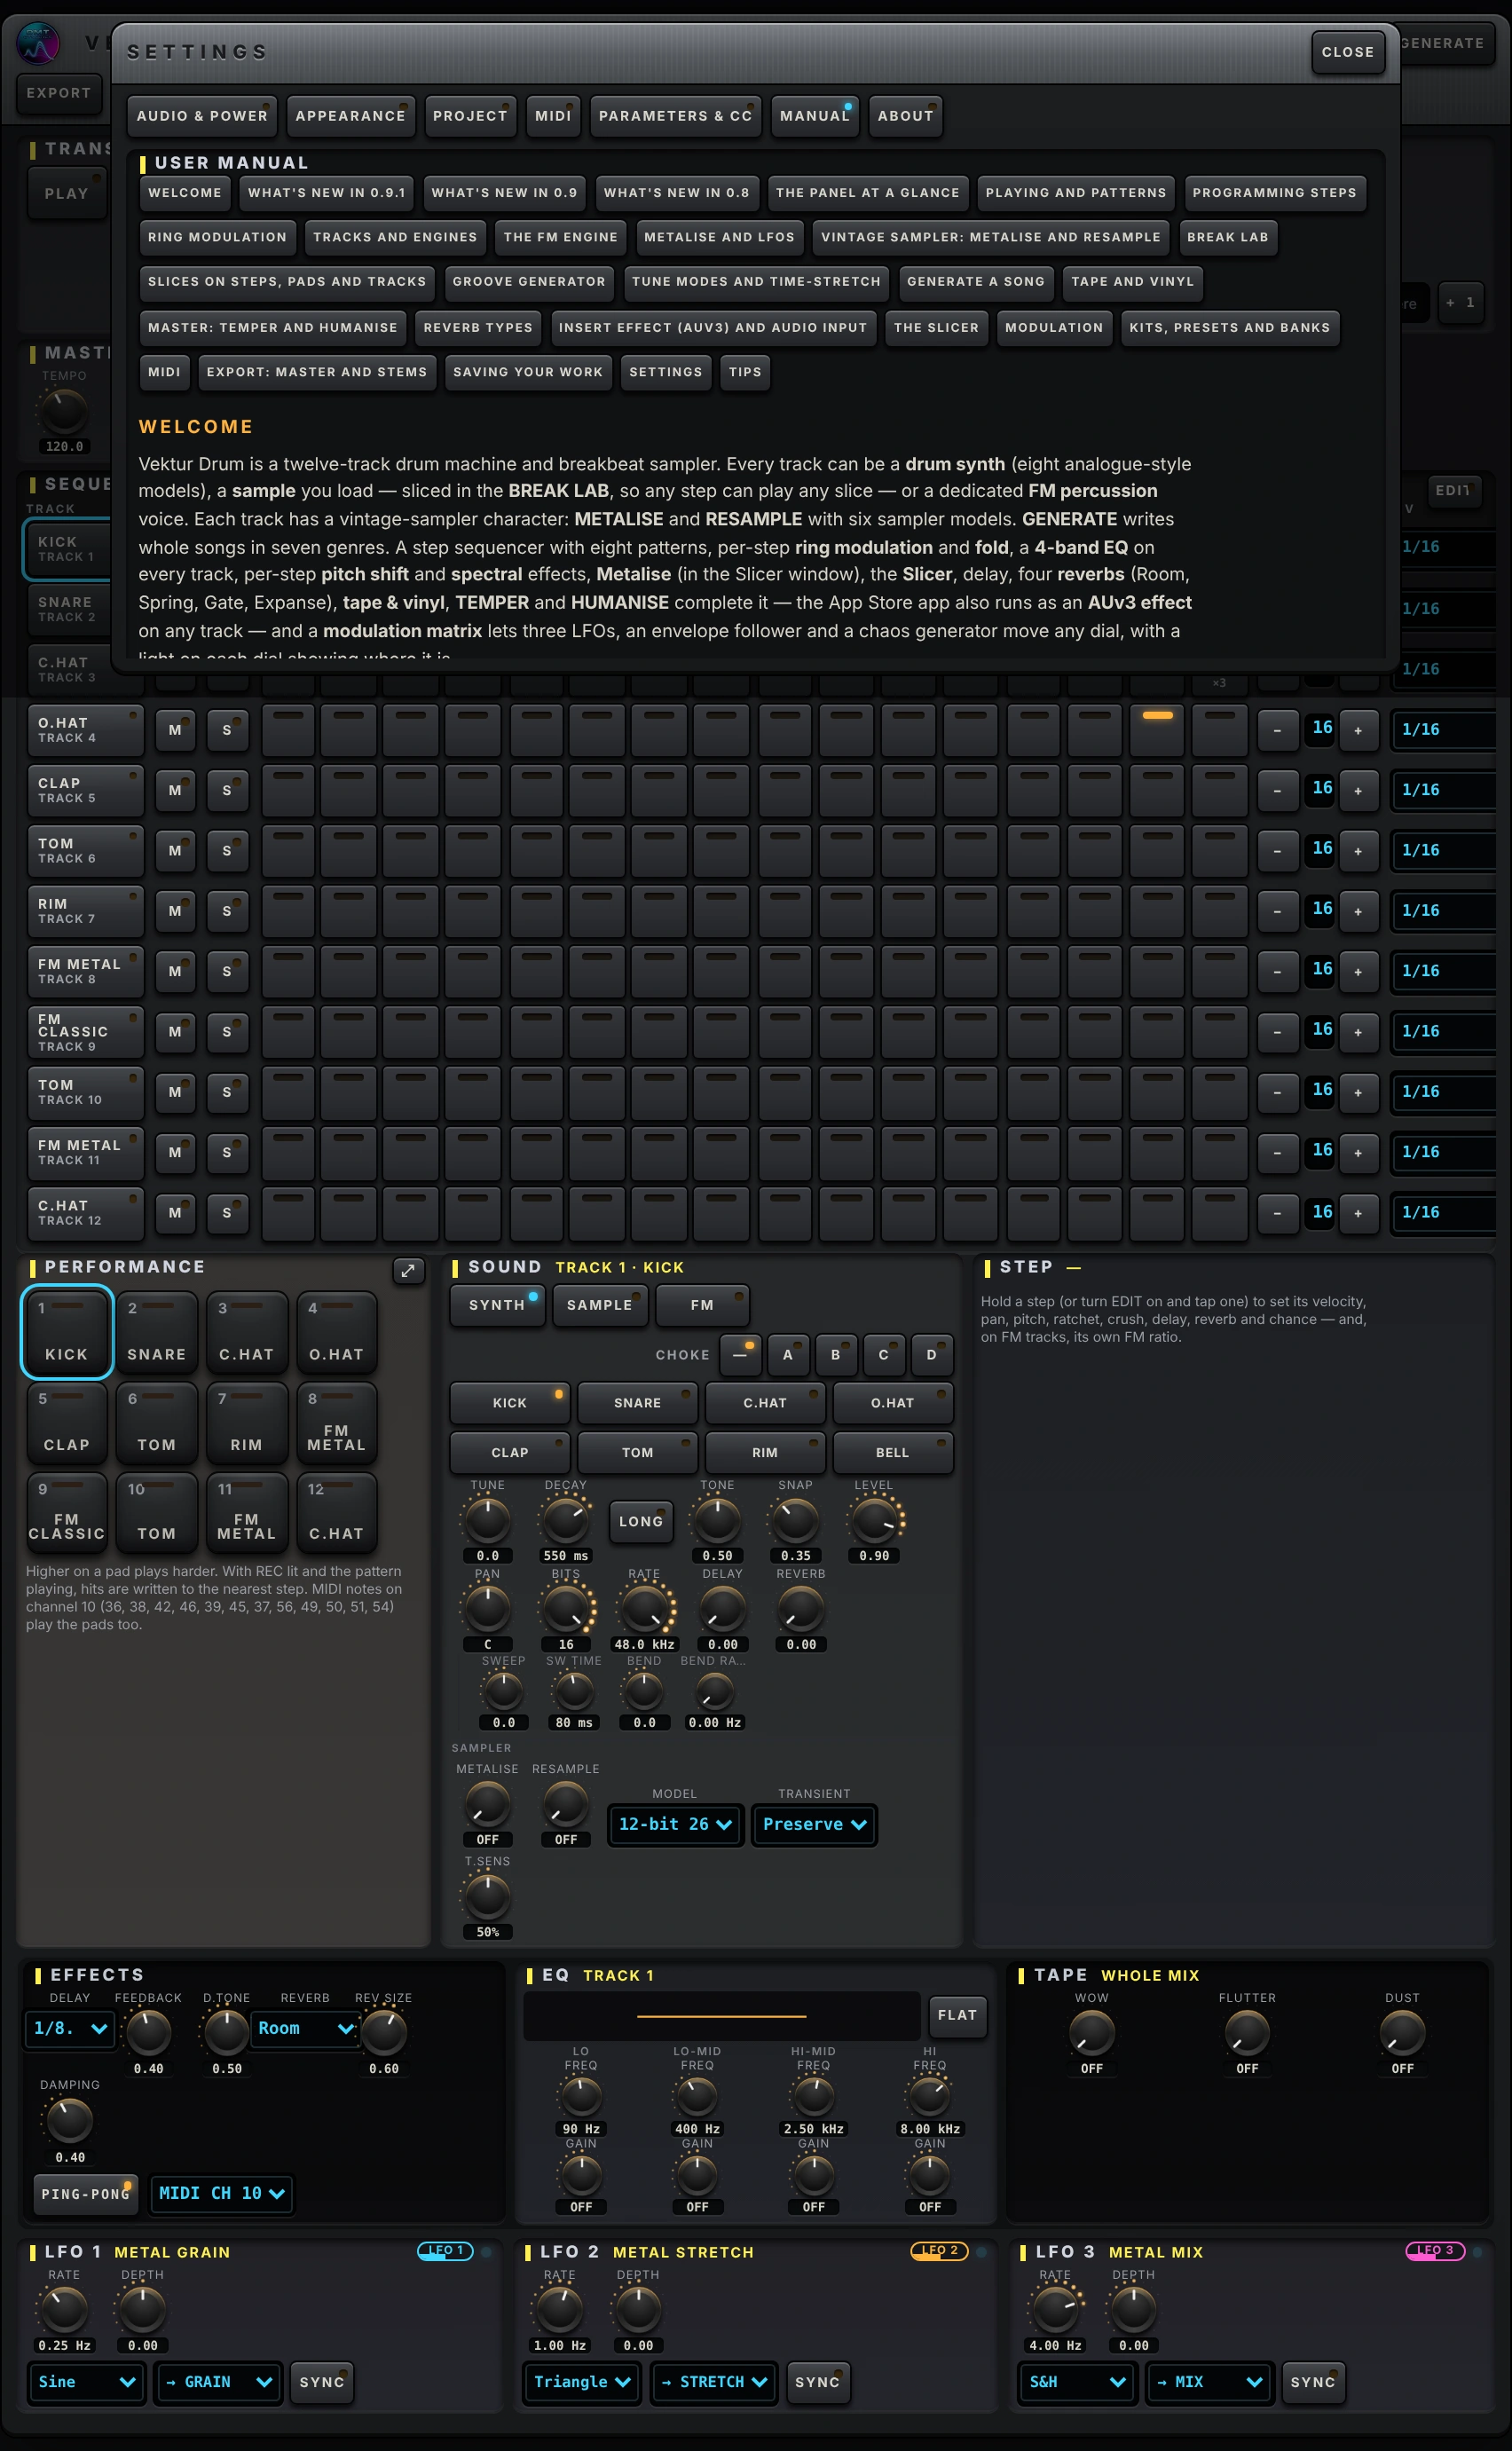 SETTINGS
CLOSE
GENERATE
EXPORT
AUDIO & POWER
APPEARANCE
PROJECT
MIDI
PARAMETERS & CC
MANUAL
ABOUT
PLAY
USER MANUAL
WELCOME
WHAT'S NEW IN 0.9.1
WHAT'S NEW IN 0.9
WHAT'S NEW IN 0.8
THE PANEL AT A GLANCE
PLAYING AND PATTERNS
PROGRAMMING STEPS
RING MODULATION
TRACKS AND ENGINES
THE FM ENGINE
METALISE AND LFOS
VINTAGE SAMPLER: METALISE AND RESAMPLE
BREAK LAB
SLICES ON STEPS, PADS AND TRACKS
GROOVE GENERATOR
TUNE MODES AND TIME-STRETCH
GENERATE A SONG
TAPE AND VINYL
+ 1
MASTER: TEMPER AND HUMANISE
REVERB TYPES
INSERT EFFECT (AUV3) AND AUDIO INPUT
THE SLICER
MODULATION
KITS, PRESETS AND BANKS
MIDI
EXPORT: MASTER AND STEMS
SAVING YOUR WORK
SETTINGS
TIPS
TEMPO
120.0
WELCOME
Vektur Drum is a twelve-track drum machine and breakbeat sampler. Every track can be a drum synth (eight analogue-style
models), a sample you load — sliced in the BREAK LAB, so any step can play any slice — or a dedicated FM percussion
voice. Each track has a vintage-sampler character: METALISE and RESAMPLE with six sampler models. GENERATE writes
whole songs in seven genres. A step sequencer with eight patterns, per-step ring modulation and fold, a 4-band EQ on
every track, per-step pitch shift and spectral effects, Metalise (in the Slicer window), the Slicer, delay, four reverbs (Room,
Spring, Gate, Expanse), tape & vinyl, TEMPER and HUMANISE complete it — the App Store app also runs as an AUv3 effect
on any track — and a modulation matrix lets three LFOs, an envelope follower and a chaos generator move any dial, with a
light on each dial showing where it is
TRACK
EDIT
KICK
TRACK 1
1/16
SNARE
TRACK 2
1/16
C.HAT
TRACK 3
×3
1/16
O.HAT
TRACK 4
M
S
–
16
+
1/16
CLAP
TRACK 5
M
S
–
16
+
1/16
TOM
TRACK 6
M
S
–
16
+
1/16
RIM
TRACK 7
M
S
–
16
+
1/16
FM METAL
TRACK 8
M
S
–
16
+
1/16
FM
CLASSIC
TRACK 9
M
S
–
16
+
1/16
TOM
TRACK 10
M
S
–
16
+
1/16
FM METAL
TRACK 11
M
S
–
16
+
1/16
C.HAT
TRACK 12
M
S
–
16
+
1/16
PERFORMANCE
1
KICK
2
SNARE
3
C.HAT
4
O.HAT
5
CLAP
6
TOM
7
RIM
8
FM
METAL
9
FM
CLASSIC
10
TOM
11
FM
METAL
12
C.HAT
Higher on a pad plays harder. With REC lit and the pattern
playing, hits are written to the nearest step. MIDI notes on
channel 10 (36, 38, 42, 46, 39, 45, 37, 56, 49, 50, 51, 54)
play the pads too.
SOUND TRACK 1 · KICK
SYNTH
SAMPLE
FM
CHOKE
—
A
B
C
D
KICK
SNARE
C.HAT
O.HAT
CLAP
TOM
RIM
BELL
TUNE
DECAY
TONE
SNAP
LEVEL
LONG
0.0
550 ms
0.50
0.35
0.90
PAN
BITS
RATE
DELAY
REVERB
C
16
48.0 kHz
0.00
0.00
SWEEP
SW TIME
BEND
BEND RA…
0.0
80 ms
0.0
0.00 Hz
SAMPLER
METALISE
RESAMPLE
MODEL
TRANSIENT
12-bit 26
Preserve
OFF
OFF
T.SENS
50%
STEP —
Hold a step (or turn EDIT on and tap one) to set its velocity,
pan, pitch, ratchet, crush, delay, reverb and chance — and,
on FM tracks, its own FM ratio.
EFFECTS
DELAY
FEEDBACK
D.TONE
REVERB
REV SIZE
1/8.
Room
0.40
0.50
0.60
DAMPING
0.40
PING-PONG
MIDI CH 10
EQ TRACK 1
FLAT
LO
FREQ
LO-MID
FREQ
HI-MID
FREQ
HI
FREQ
90 Hz
400 Hz
2.50 kHz
8.00 kHz
GAIN
GAIN
GAIN
GAIN
OFF
OFF
OFF
OFF
TAPE WHOLE MIX
WOW
FLUTTER
DUST
OFF
OFF
OFF
LFO 1 METAL GRAIN
LFO 1
RATE
DEPTH
0.25 Hz
0.00
Sine
→ GRAIN
SYNC
LFO 2 METAL STRETCH
LFO 2
RATE
DEPTH
1.00 Hz
0.00
Triangle
→ STRETCH
SYNC
LFO 3 METAL MIX
LFO 3
RATE
DEPTH
4.00 Hz
0.00
S&H
→ MIX
SYNC